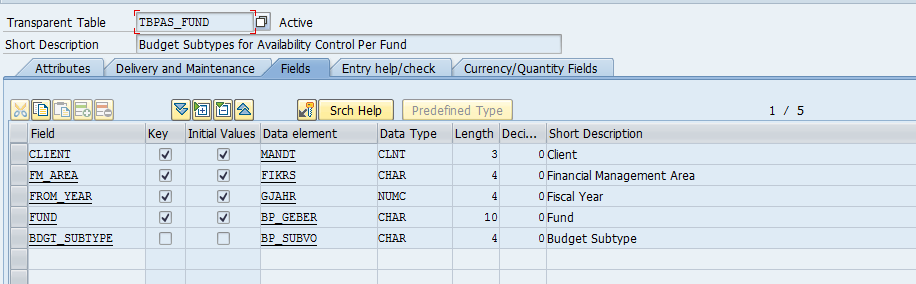 Transparent Table TBPAS_FUND Active
Short Description Budget Subtypes for Availability Control Per Fund
Attributes Delivery and Maintenance Fields Entry help/check Currency/Quantity Fields
Srch Help Predefined Type 1 / 5
Field Key Initial Values Data element Data Type Length Deci... Short Description
CLIENT MANDT CLNT 3 0 Client
FM_AREA FIKRS CHAR 4 0 Financial Management Area
FROM_YEAR GJAHR NUMC 4 0 Fiscal Year
FUND BP_GEBER CHAR 10 0 Fund
BDGT_SUBTYPE BP_SUBVO CHAR 4 0 Budget Subtype